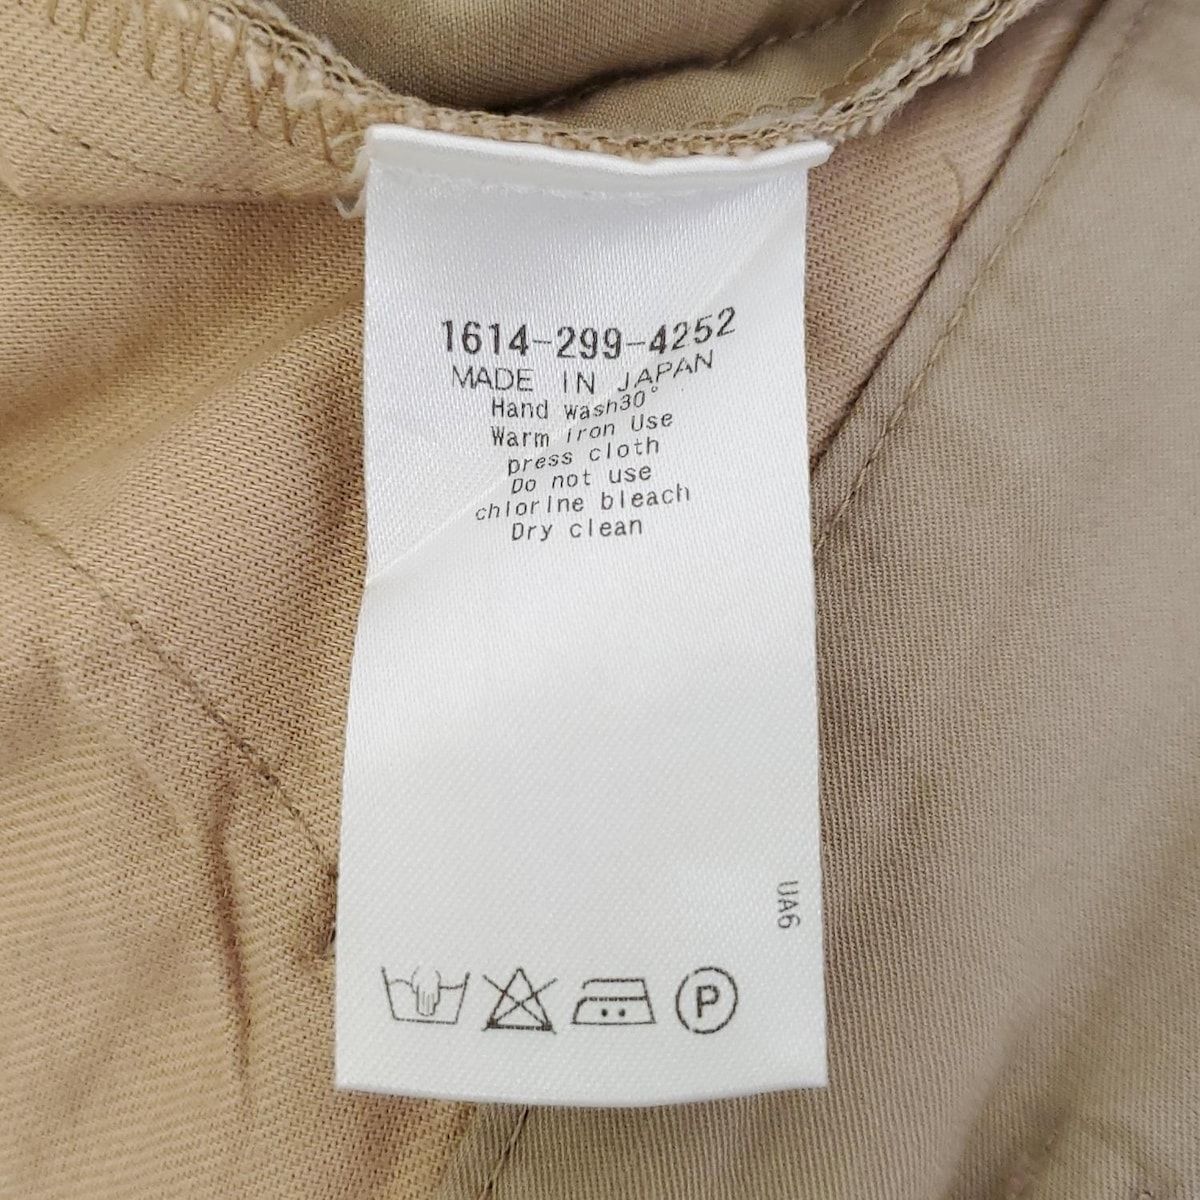 1614-299-4252
MADE IN JAPAN
Hand wash30°
Warm iron Use
press cloth
Do not use
chlorine bleach
Dry clean
UA6
P